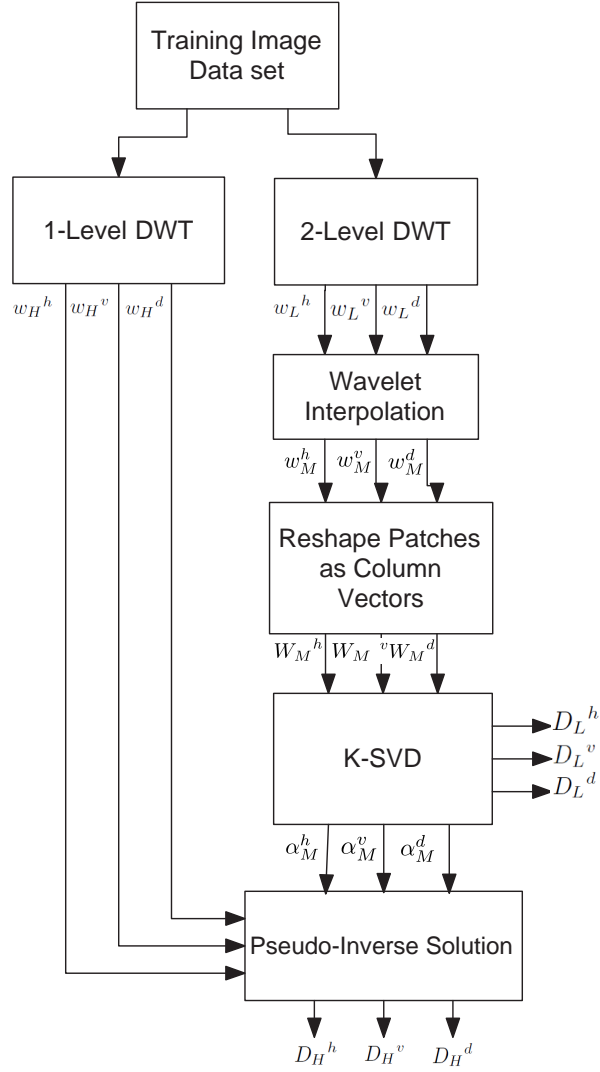 Training Image
Data set
1-Level DWT
2-Level DWT
w_H^h w_H^v w_H^d
w_L^h w_L^v w_L^d
Wavelet
Interpolation
w_M^h w_M^v w_M^d
Reshape Patches
as Column
Vectors
W_M^h W_M^v W_M^d
K-SVD
D_L^h
D_L^v
D_L^d
α_M^h α_M^v α_M^d
Pseudo-Inverse Solution
D_H^h D_H^v D_H^d